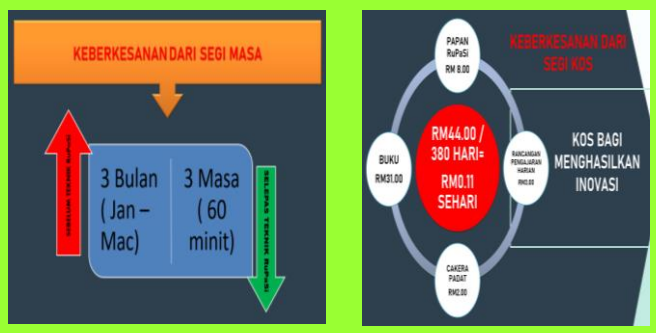 KEBERKESANAN DARI SEGI MASA
3 Bulan
( Jan –
Mac)
3 Masa
( 60
minit)
SELEPAS TEKNIK RuPaSi
KEBERKESANAN DARI
SEGI KOS
PAPAN
RuPaSi
RM 8.00
BUKU
RM31.00
RM44.00 /
380 HARI=
RM0.11
SEHARI
RANCANGAN
PENGAJARAN
HARIAN
KOS BAGI
MENGHASILKAN
INOVASI
CAKERA
PADAT
RM2.00